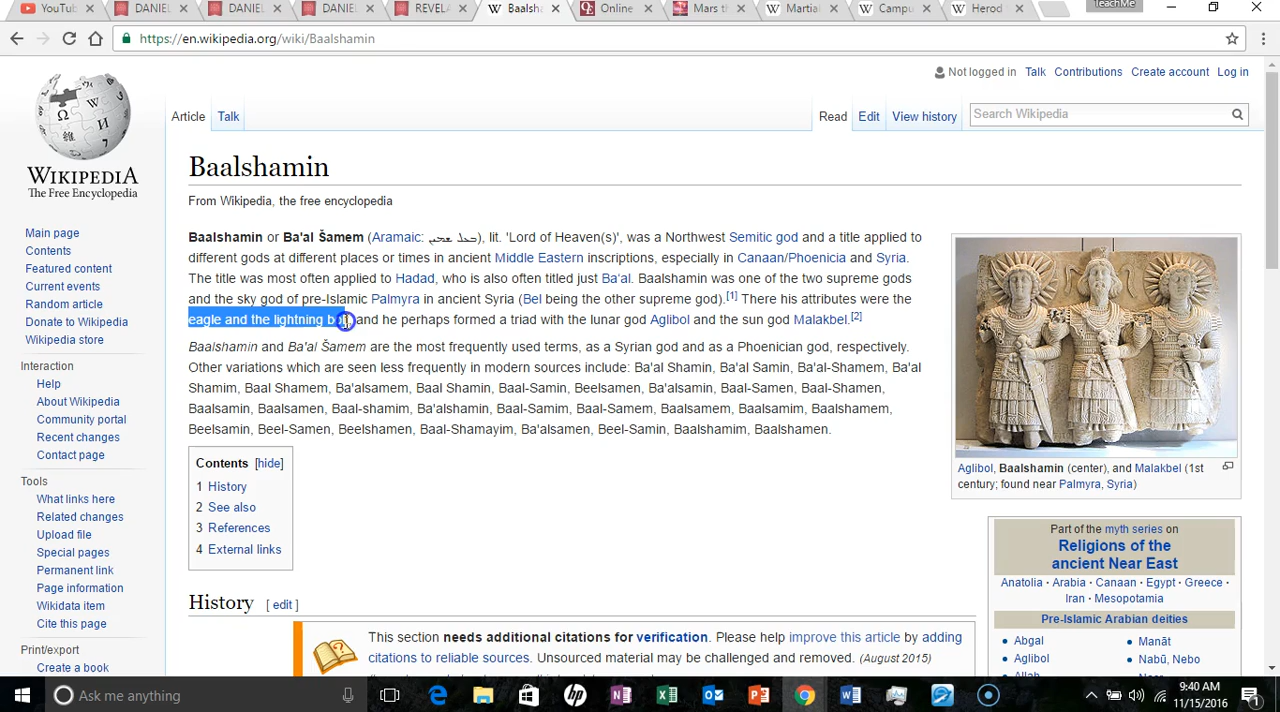 YouTu
DANIEL
DANIEL
DANIEL
REVEL
Baalsh
Online
Mars th
Martial
Campu
Herod
TeachMe
https://en.wikipedia.org/wiki/Baalshamin
Not logged in Talk Contributions Create account Log in
Article Talk Read Edit View history Search Wikipedia
WIKIPEDIA
The Free Encyclopedia
Main page
Contents
Featured content
Current events
Random article
Donate to Wikipedia
Wikipedia store
Interaction
Help
About Wikipedia
Community portal
Recent changes
Contact page
Tools
What links here
Related changes
Upload file
Special pages
Permanent link
Page information
Wikidata item
Cite this page
Print/export
Create a book
Baalshamin
From Wikipedia, the free encyclopedia
Baalshamin or Ba'al Šamem (Aramaic: ), lit. 'Lord of Heaven(s)', was a Northwest Semitic god and a title applied to
different gods at different places or times in ancient Middle Eastern inscriptions, especially in Canaan/Phoenicia and Syria.
The title was most often applied to Hadad, who is also often titled just Ba'al. Baalshamin was one of the two supreme gods
and the sky god of pre-Islamic Palmyra in ancient Syria (Bel being the other supreme god).[1] There his attributes were the
eagle and the lightning and he perhaps formed a triad with the lunar god Aglibol and the sun god Malakbel.[2]
Baalshamin and Ba'al Šamem are the most frequently used terms, as a Syrian god and as a Phoenician god, respectively.
Other variations which are seen less frequently in modern sources include: Ba'al Shamin, Ba'al Samin, Ba'al-Shamem, Ba'al
Shamim, Baal Shamem, Ba'alsamem, Baal Shamin, Baal-Samin, Beelsamen, Ba'alsamin, Baal-Samen, Baal-Shamen,
Baalsamin, Baalsamen, Baal-shamim, Ba'alshamin, Baal-Samim, Baal-Samem, Baalsamem, Baalsamim, Baalshamem,
Beelsamin, Beel-Samen, Beelshamen, Baal-Shamayim, Ba'alsamen, Beel-Samin, Baalshamim, Baalshamen.
Contents [hide]
1 History
2 See also
3 References
4 External links
History [ edit ]
This section needs additional citations for verification. Please help improve this article by adding
citations to reliable sources. Unsourced material may be challenged and removed. (August 2015)
Aglibol, Baalshamin (center), and Malakbel (1st
century; found near Palmyra, Syria)
Part of the myth series on
Religions of the
ancient Near East
Anatolia · Arabia · Canaan · Egypt · Greece ·
Iran · Mesopotamia
Pre-Islamic Arabian deities
Abgal
Aglibol
Manāt
Nabū, Nebo
Ask me anything
9:40 AM
11/15/2016